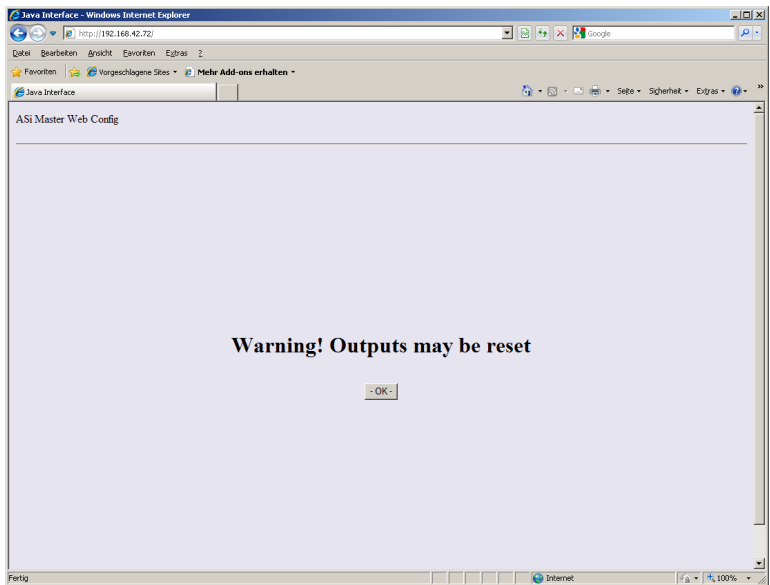 Java Interface - Windows Internet Explorer
http://192.168.42.72/
Google
Datei Bearbeiten Ansicht Favoriten Extras ?
Favoriten Vorgeschlagene Sites Mehr Add-ons erhalten
Java Interface
Seite Sicherheit Extras
ASi Master Web Config
Warning! Outputs may be reset
- OK -
Fertig
Internet
100%